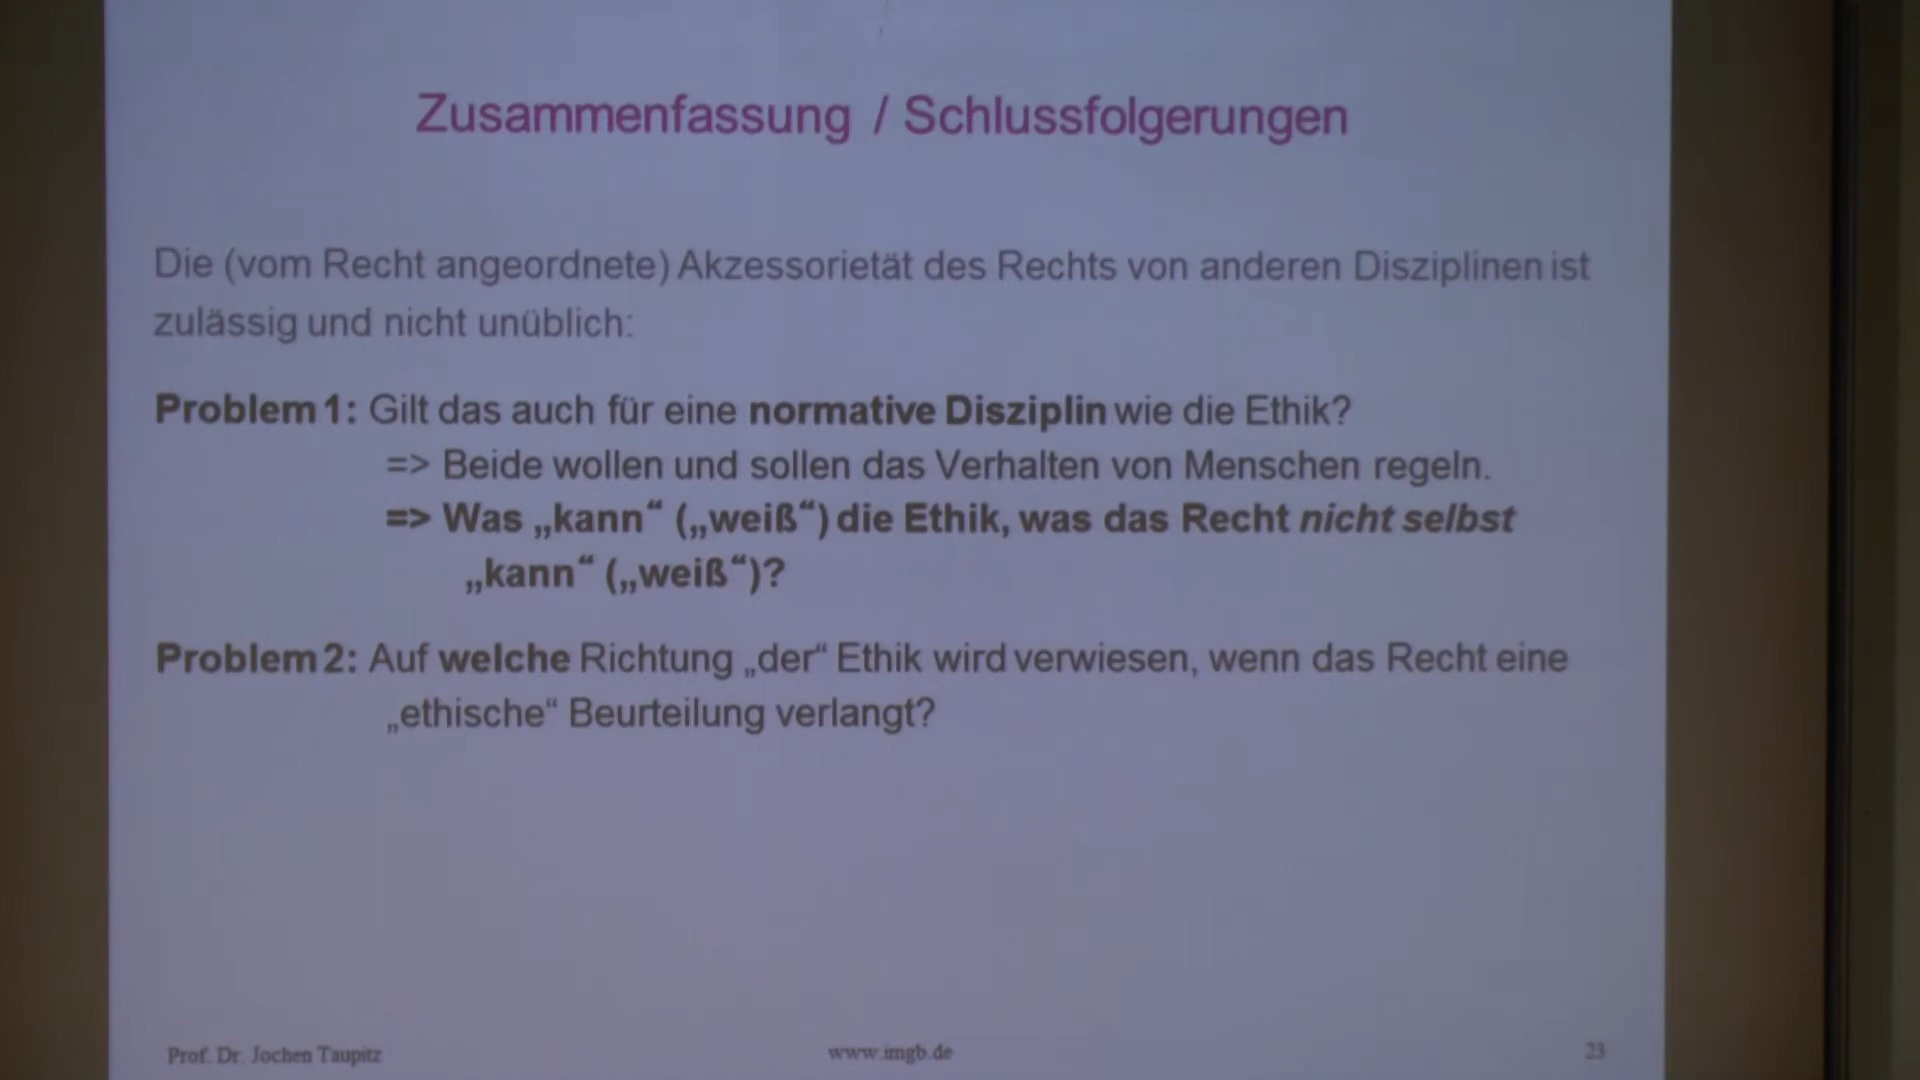 Zusammenfassung / Schlussfolgerungen
Die (vom Recht angeordnete) Akzessorietät des Rechts von anderen Disziplinen ist
zulässig und nicht unüblich:
Problem 1: Gilt das auch für eine normative Disziplin wie die Ethik?
=> Beide wollen und sollen das Verhalten von Menschen regeln.
=> Was „kann“ („weiß“) die Ethik, was das Recht nicht selbst
„kann“ („weiß“)?
Problem 2: Auf welche Richtung „der“ Ethik wird verwiesen, wenn das Recht eine
„ethische“ Beurteilung verlangt?
Prof. Dr. Jochen Taupitz
www.imgb.de
23